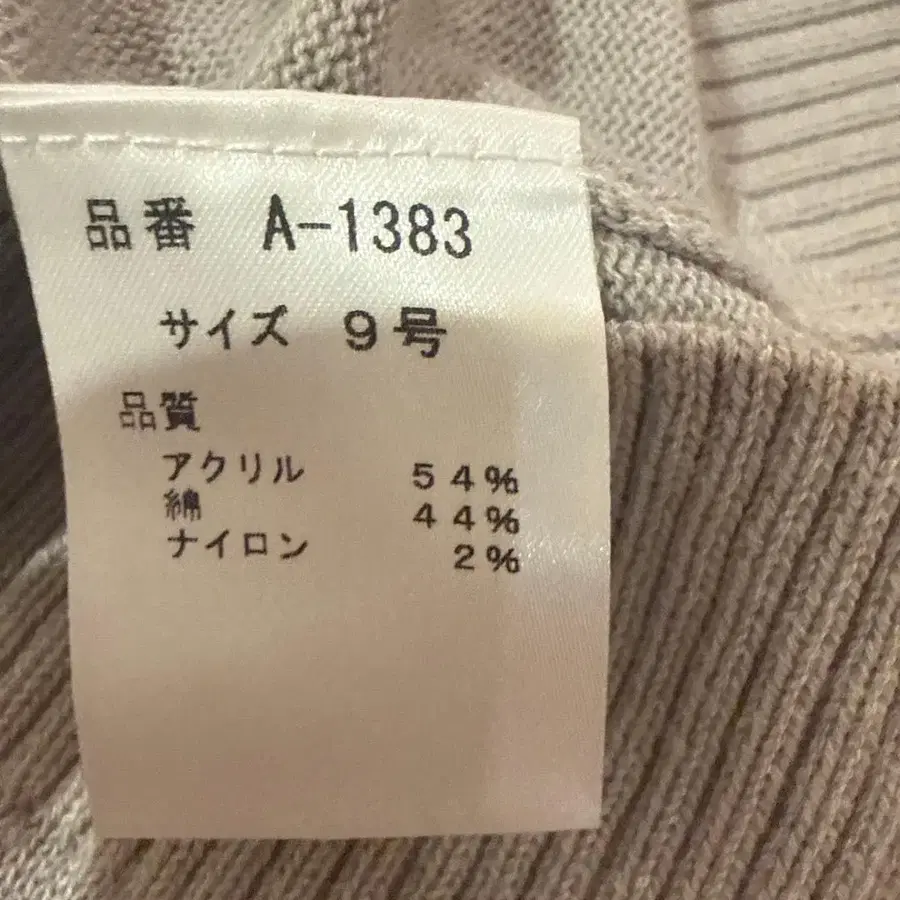 品番 A-1383
サイズ 9号
品質
アクリル 54%
綿 44%
ナイロン 2%